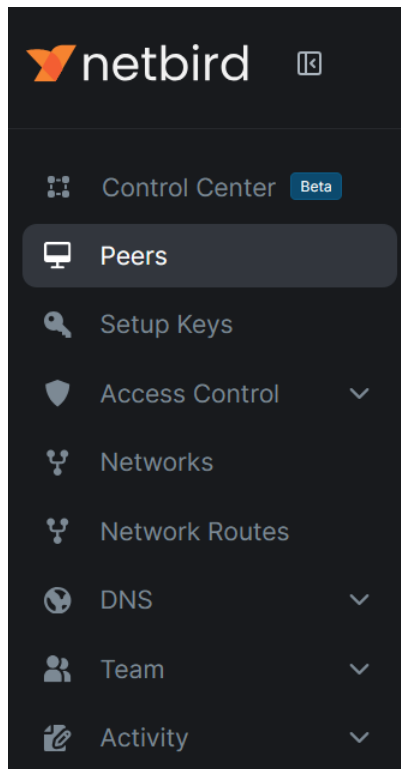 netbird
Control Center Beta
Peers
Setup Keys
Access Control
Networks
Network Routes
DNS
Team
Activity